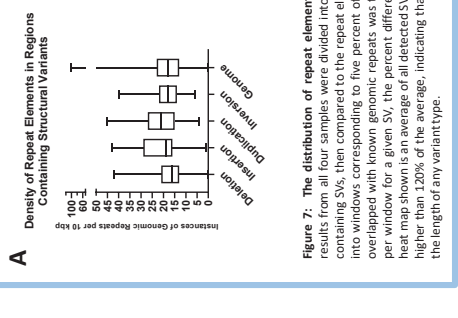 A
Density of Repeat Elements in Regions
Containing Structural Variants
Instances of Genomic Repeats per 10 kbp
100
60
50
45
40
35
30
25
20
15
10
5
0
Deletion
Insertion
Duplication
Inversion
Genome
Figure 7: The distribution of repeat element
results from all four samples were divided into
containing SVs, then compared to the repeat el
into windows corresponding to five percent of
overlapped with known genomic repeats was
per window for a given SV, the percent differe
heat map shown is an average of all detected SV
higher than 120% of the average, indicating tha
the length of any variant type.